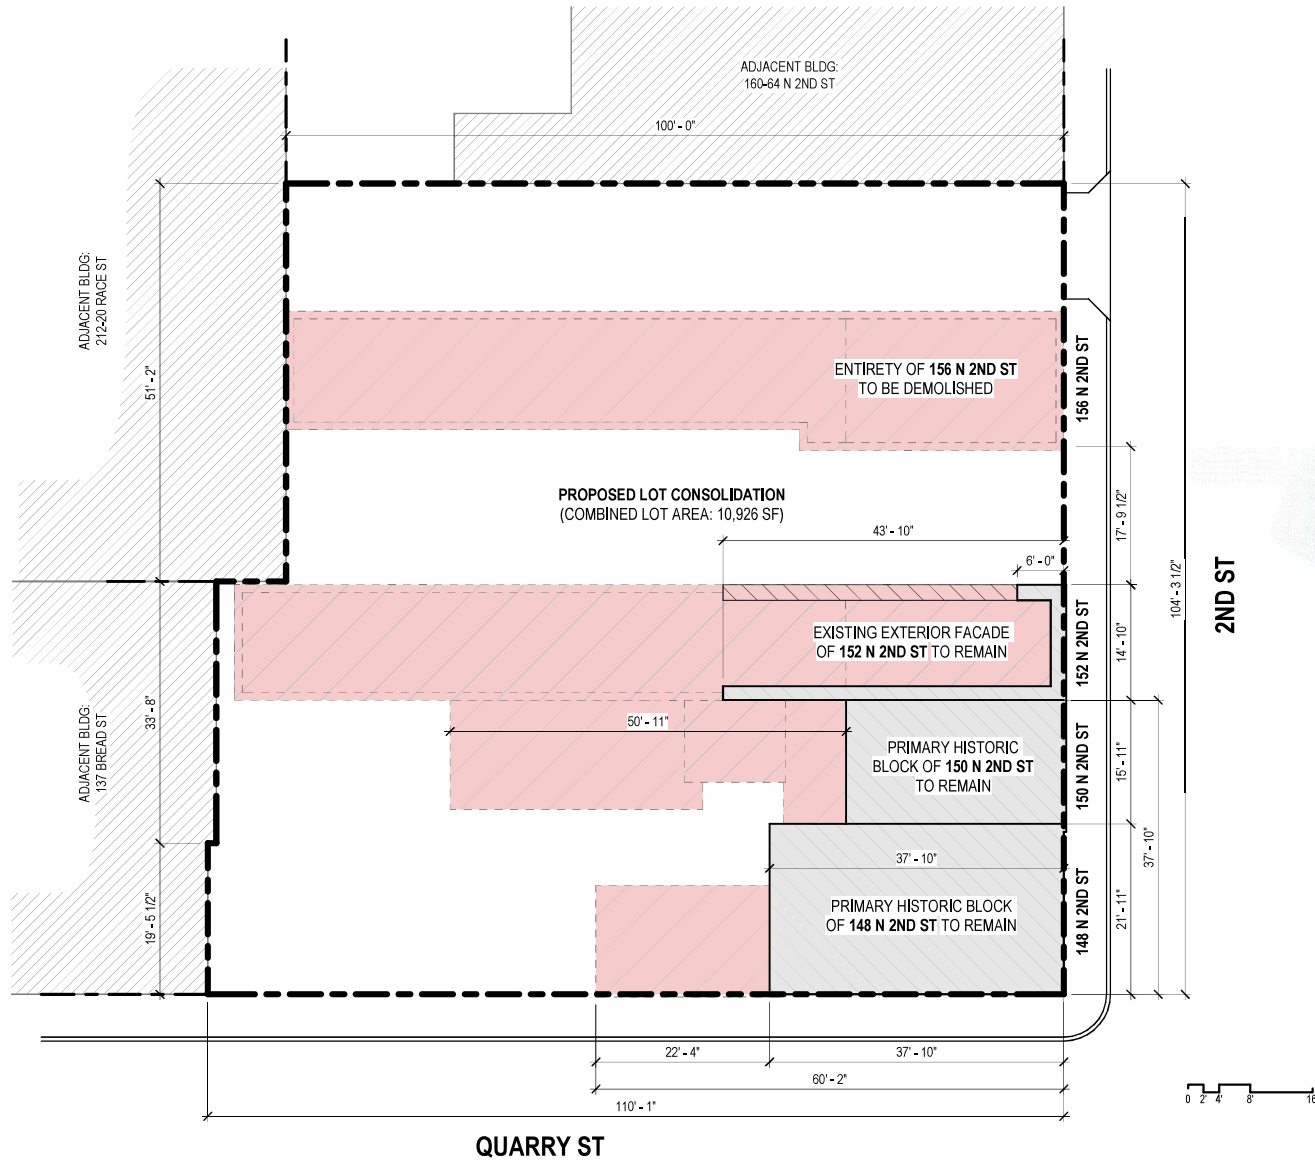 ADJACENT BLDG:
160-64 N 2ND ST
100' - 0"
ADJACENT BLDG:
212-20 RACE ST
51' - 2"
ENTIRETY OF 156 N 2ND ST
TO BE DEMOLISHED
156 N 2ND ST
PROPOSED LOT CONSOLIDATION
(COMBINED LOT AREA: 10,926 SF)
43' - 10"
17' - 9 1/2"
6' - 0"
104' - 3 1/2"
2ND ST
EXISTING EXTERIOR FACADE
OF 152 N 2ND ST TO REMAIN
152 N 2ND ST
14' - 10"
ADJACENT BLDG:
137 BREAD ST
33' - 8"
50' - 11"
PRIMARY HISTORIC
BLOCK OF 150 N 2ND ST
TO REMAIN
150 N 2ND ST
15' - 11"
37' - 10"
37' - 10"
PRIMARY HISTORIC BLOCK
OF 148 N 2ND ST TO REMAIN
148 N 2ND ST
21' - 11"
19' - 5 1/2"
22' - 4"
37' - 10"
60' - 2"
110' - 1"
0 2' 4' 8' 16
QUARRY ST